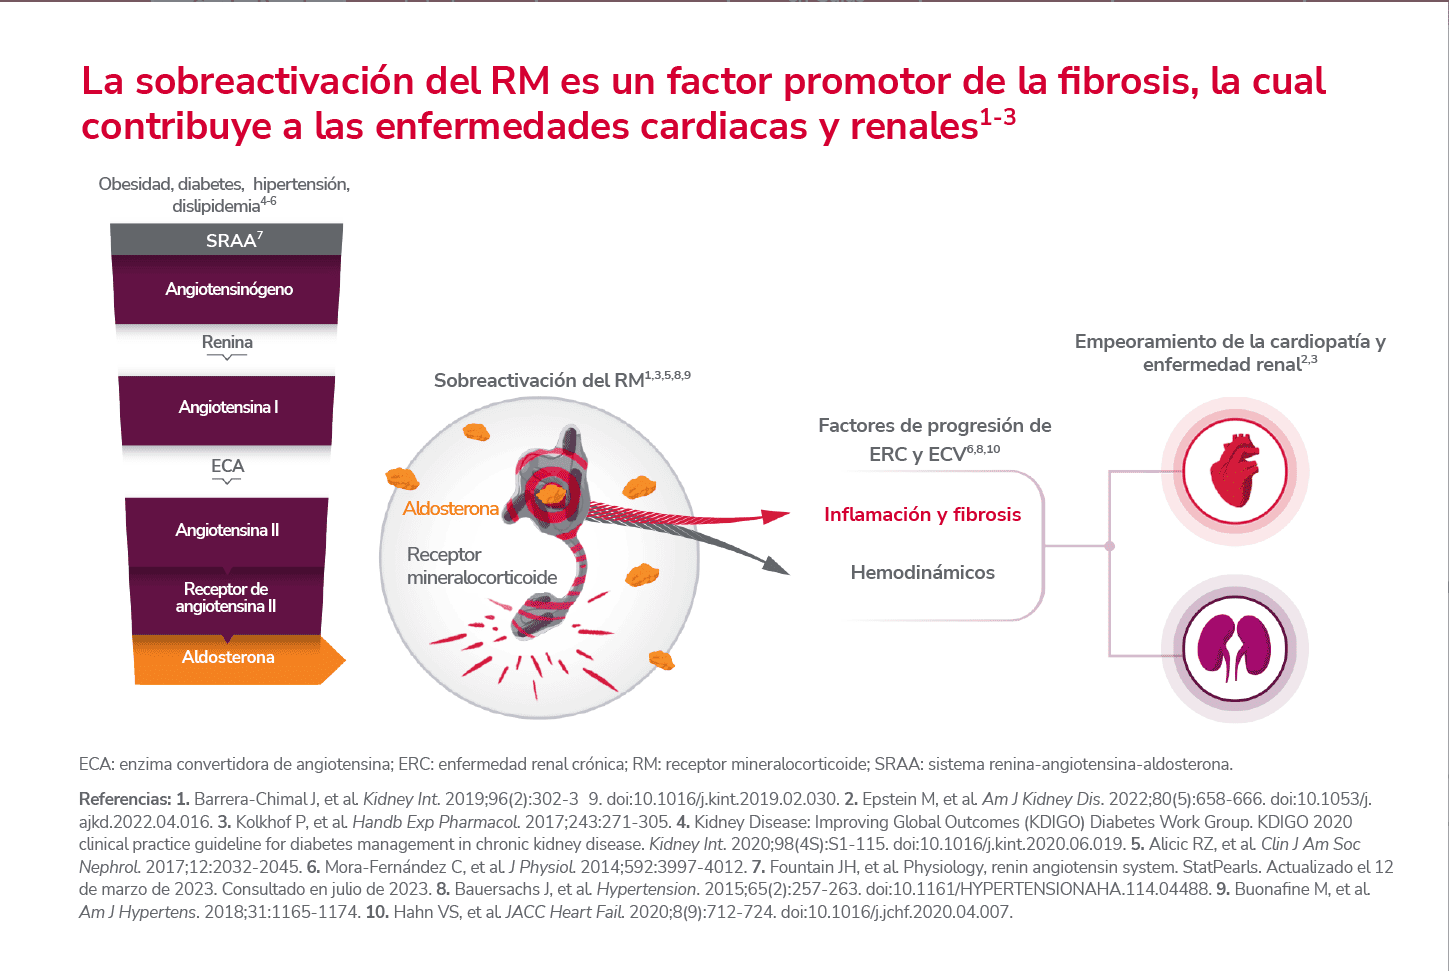 La sobreactivación del RM es un factor promotor de la fibrosis, la cual
contribuye a las enfermedades cardiacas y renales1-3
Obesidad, diabetes, hipertensión,
dislipidemia4-6
SRAA7
Angiotensinógeno
Renina
Angiotensina I
ECA
Angiotensina II
Receptor de
angiotensina II
Aldosterona
Sobreactivación del RM1,3,5,8,9
Aldosterona
Receptor
mineralocorticoide
Factores de progresión de
ERC y ECV6,8,10
Inflamación y fibrosis
Hemodinámicos
Empeoramiento de la cardiopatía y
enfermedad renal2,3
ECA: enzima convertidora de angiotensina; ERC: enfermedad renal crónica; RM: receptor mineralocorticoide; SRAA: sistema renina-angiotensina-aldosterona.
Referencias: 1. Barrera-Chimal J, et al. Kidney Int. 2019;96(2):302-3 9. doi:10.1016/j.kint.2019.02.030. 2. Epstein M, et al. Am J Kidney Dis. 2022;80(5):658-666. doi:10.1053/j.
ajkd.2022.04.016. 3. Kolkhof P, et al. Handb Exp Pharmacol. 2017;243:271-305. 4. Kidney Disease: Improving Global Outcomes (KDIGO) Diabetes Work Group. KDIGO 2020
clinical practice guideline for diabetes management in chronic kidney disease. Kidney Int. 2020;98(4S):S1-115. doi:10.1016/j.kint.2020.06.019. 5. Alicic RZ, et al. Clin J Am Soc
Nephrol. 2017;12:2032-2045. 6. Mora-Fernández C, et al. J Physiol. 2014;592:3997-4012. 7. Fountain JH, et al. Physiology, renin angiotensin system. StatPearls. Actualizado el 12
de marzo de 2023. Consultado en julio de 2023. 8. Bauersachs J, et al. Hypertension. 2015;65(2):257-263. doi:10.1161/HYPERTENSIONAHA.114.04488. 9. Buonafine M, et al.
Am J Hypertens. 2018;31:1165-1174. 10. Hahn VS, et al. JACC Heart Fail. 2020;8(9):712-724. doi:10.1016/j.jchf.2020.04.007.